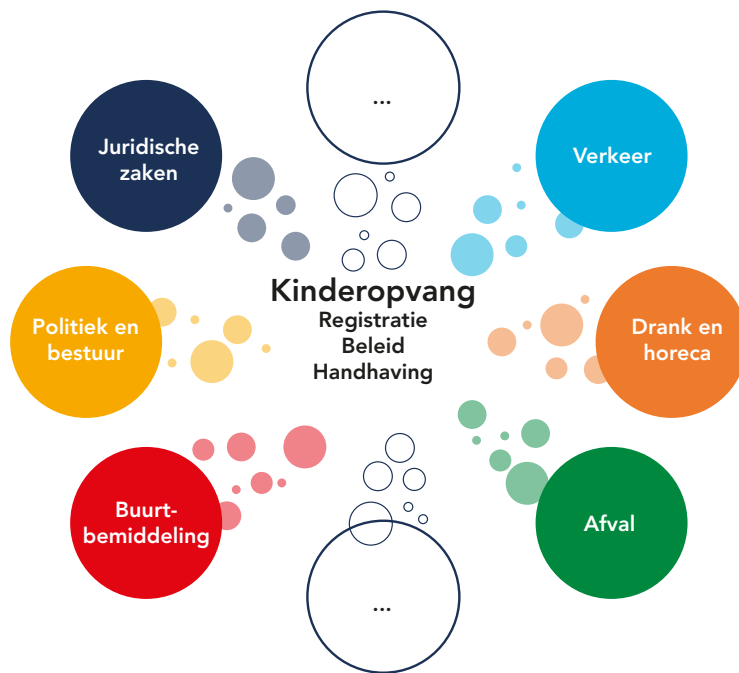 ...
Juridische
zaken
Verkeer
Kinderopvang
Registratie
Beleid
Handhaving
Politiek en
bestuur
Drank en
horeca
Buurt-
bemiddeling
Afval
...